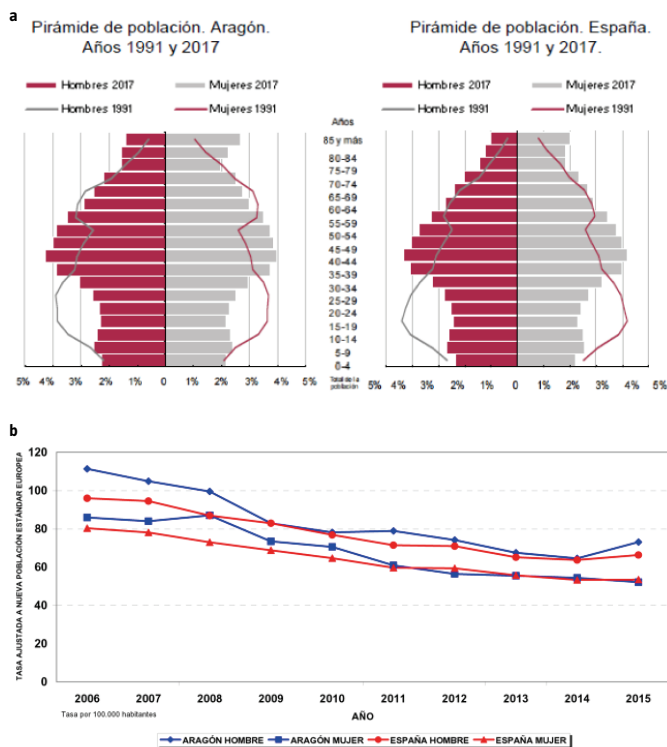 a
Pirámide de población. Aragón.
Años 1991 y 2017
Hombres 2017
Mujeres 2017
Hombres 1991
Mujeres 1991
5%
4%
3%
2%
1%
0
1%
2%
3%
4%
5%
Años
85 y más
80-84
75-79
70-74
65-69
60-64
55-59
50-54
45-49
40-44
35-39
30-34
25-29
20-24
15-19
10-14
5-9
0-4
Total de la
población
Pirámide de población. España.
Años 1991 y 2017.
Hombres 2017
Mujeres 2017
Hombres 1991
Mujeres 1991
5%
4%
3%
2%
1%
0
1%
2%
3%
4%
5%
b
TASA AJUSTADA A NUEVA POBLACIÓN ESTÁNDAR EUROPEA
120
100
80
60
40
20
0
2006 2007 2008 2009 2010 2011 2012 2013 2014 2015
Tasa por 100.000 habitantes
AÑO
ARAGÓN HOMBRE ARAGÓN MUJER ESPAÑA HOMBRE ESPAÑA MUJER